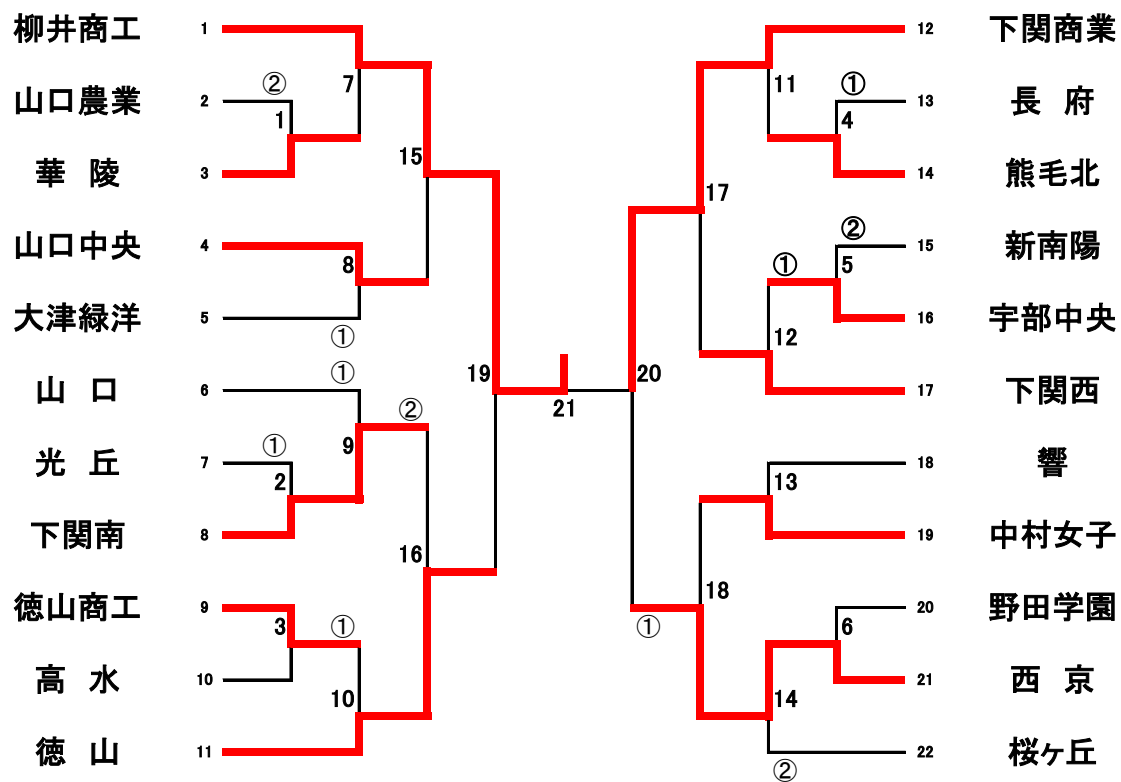 柳井商工 1 12 下関商業
7 11
② ①
山口農業 2 13 長 府
1 4
15
華 陵 3 14 熊毛北
17
② 
山口中央 4 15 新南陽
8 ① 5
大津緑洋 5 16 宇部中央
① 12
① 19 20
山 口 6 17 下関西
② 21
① 9
光 丘 7 18 響
2 13
下関南 8 19 中村女子
16
18
徳山商工 9 20 野田学園
3 ① ① 6
高 水 10 21 西 京
10 14
徳 山 11 22 桜ヶ丘
②